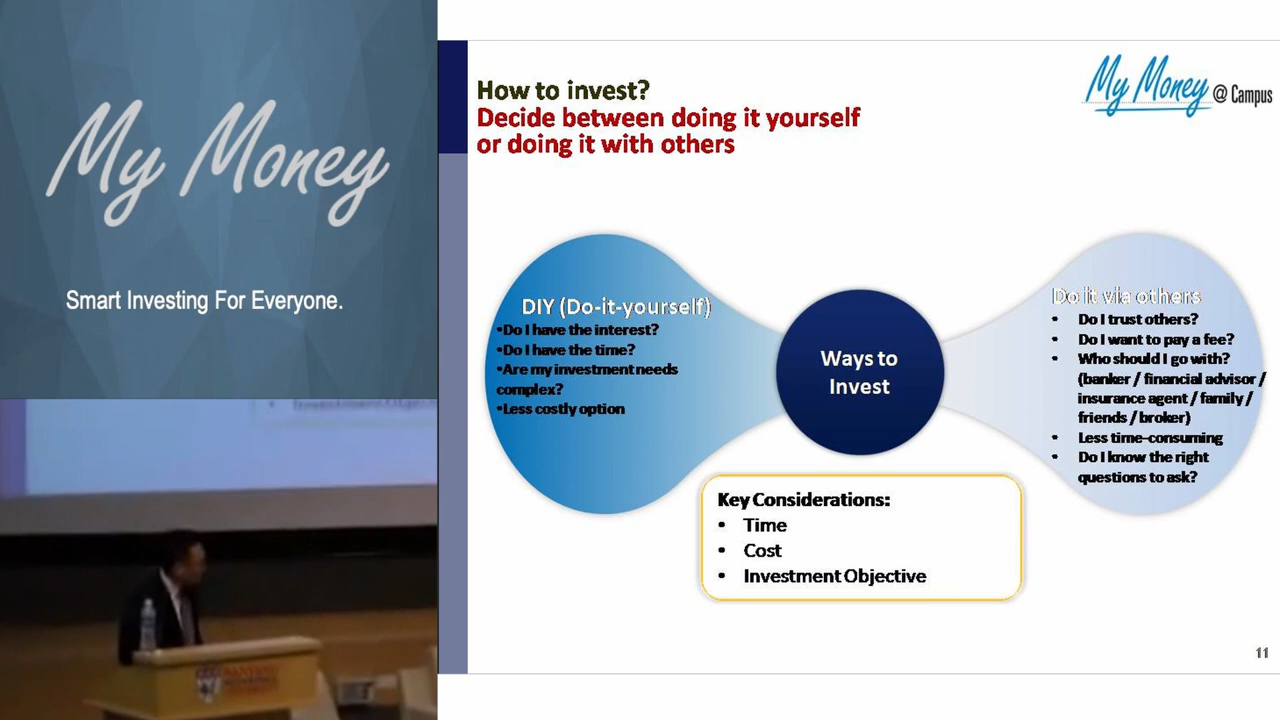 My Money
Smart Investing For Everyone.
How to invest?
Decide between doing it yourself
or doing it with others
My Money @ Campus
DIY (Do-it-yourself)
•Do I have the interest?
•Do I have the time?
•Are my investment needs
complex?
•Less costly option
Ways to
Invest
Do it via others
• Do I trust others?
• Do I want to pay a fee?
• Who should I go with?
(banker / financial advisor /
insurance agent / family /
friends / broker)
• Less time-consuming
• Do I know the right
questions to ask?
Key Considerations:
• Time
• Cost
• Investment Objective
11